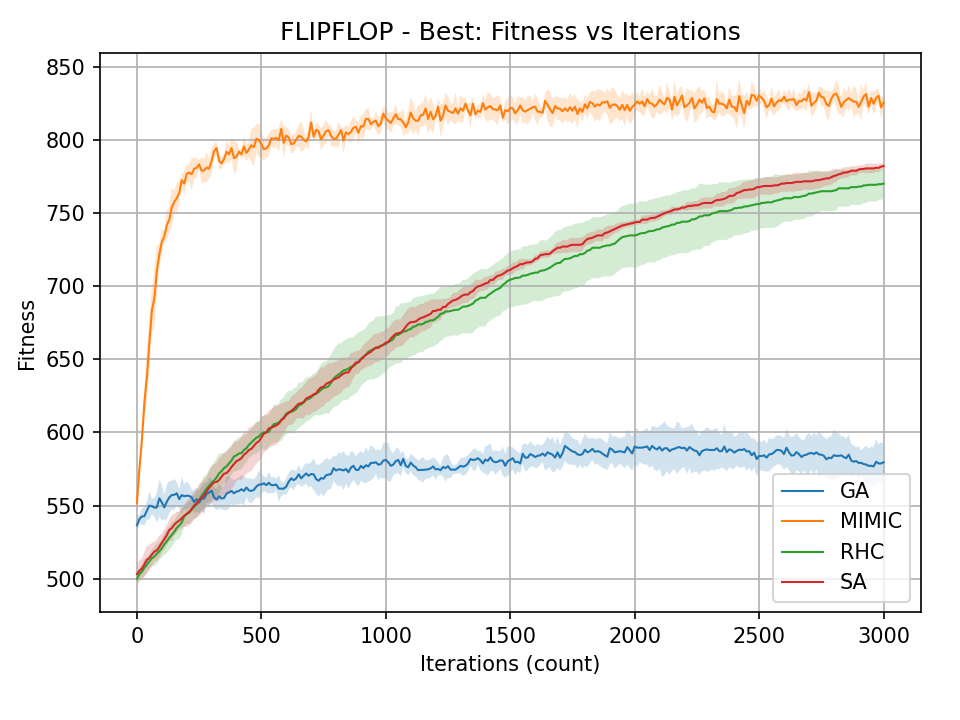 FLIPFLOP - Best: Fitness vs Iterations
850
800
750
700
650
600
550
500
Fitness
GA
MIMIC
RHC
SA
0 500 1000 1500 2000 2500 3000
Iterations (count)